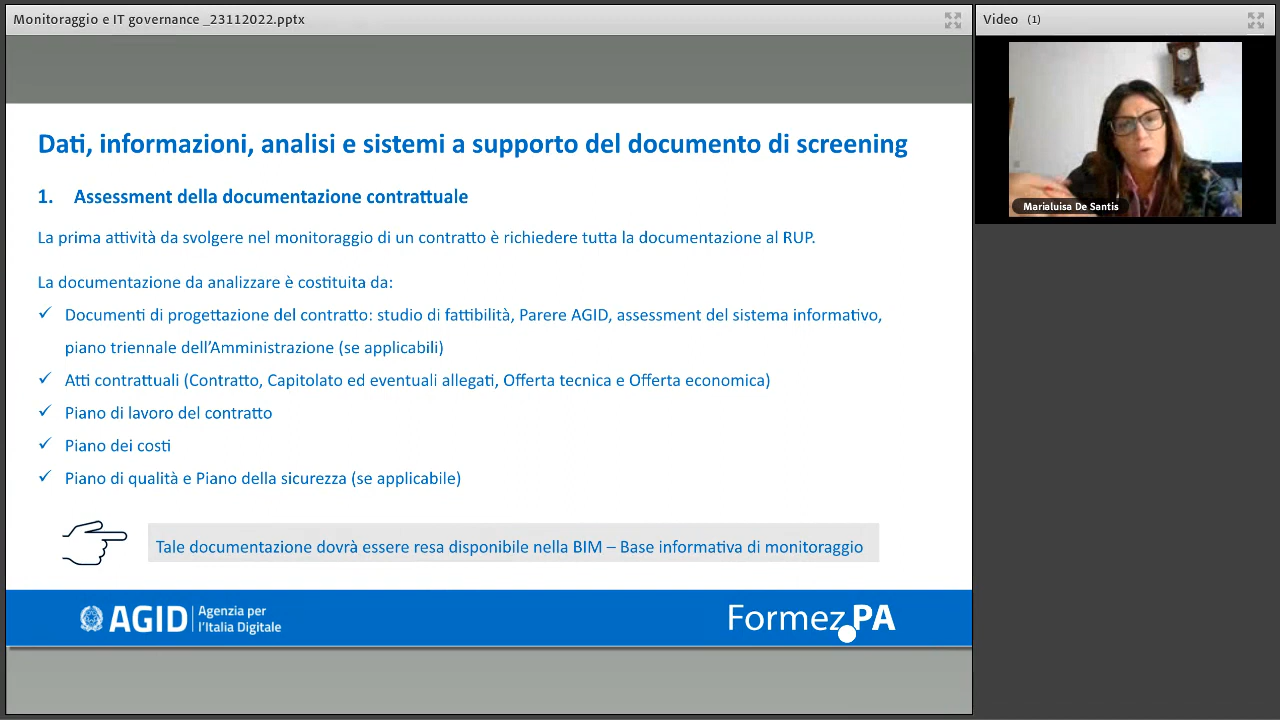 Monitoraggio e IT governance _23112022.pptx
Video (1)
Dati, informazioni, analisi e sistemi a supporto del documento di screening
1. Assessment della documentazione contrattuale
La prima attività da svolgere nel monitoraggio di un contratto è richiedere tutta la documentazione al RUP.
La documentazione da analizzare è costituita da:
✓ Documenti di progettazione del contratto: studio di fattibilità, Parere AGID, assessment del sistema informativo,
piano triennale dell'Amministrazione (se applicabili)
✓ Atti contrattuali (Contratto, Capitolato ed eventuali allegati, Offerta tecnica e Offerta economica)
✓ Piano di lavoro del contratto
✓ Piano dei costi
✓ Piano di qualità e Piano della sicurezza (se applicabile)
Tale documentazione dovrà essere resa disponibile nella BIM – Base informativa di monitoraggio
AGID
Agenzia per
l'Italia Digitale
Formez PA
Marialuisa De Santis